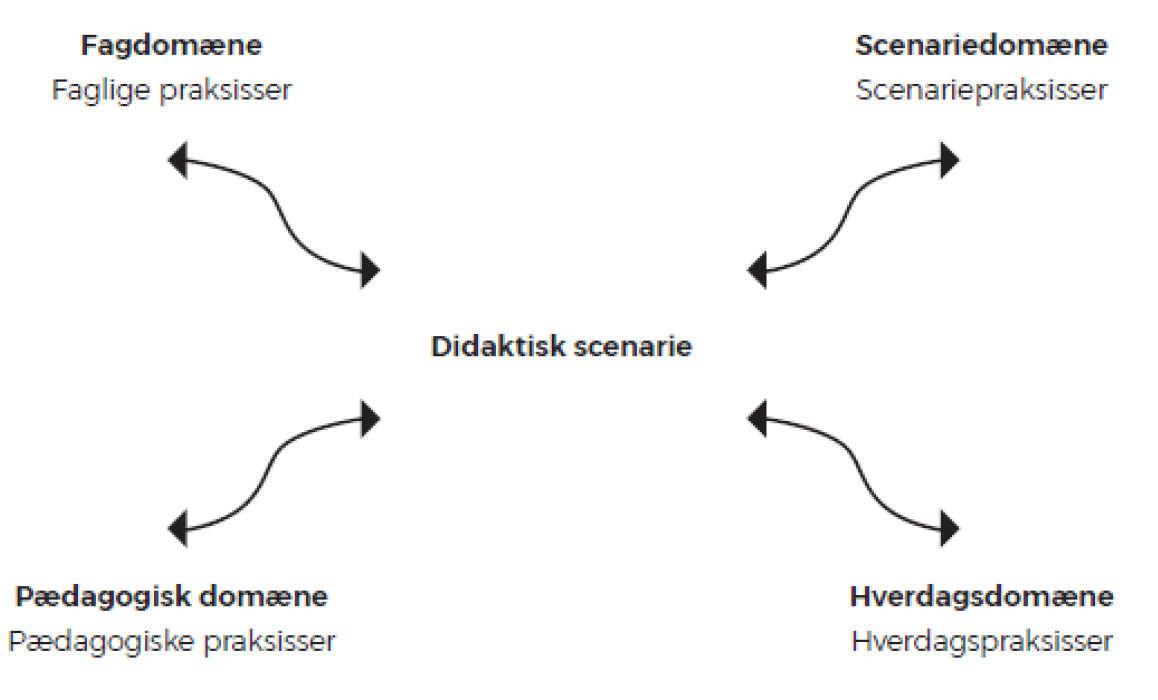 Fagdomæne
Faglige praksisser
Scenariedomæne
Scenariepraksisser
Didaktisk scenarie
Pædagogisk domæne
Pædagogiske praksisser
Hverdagsdomæne
Hverdagspraksisser